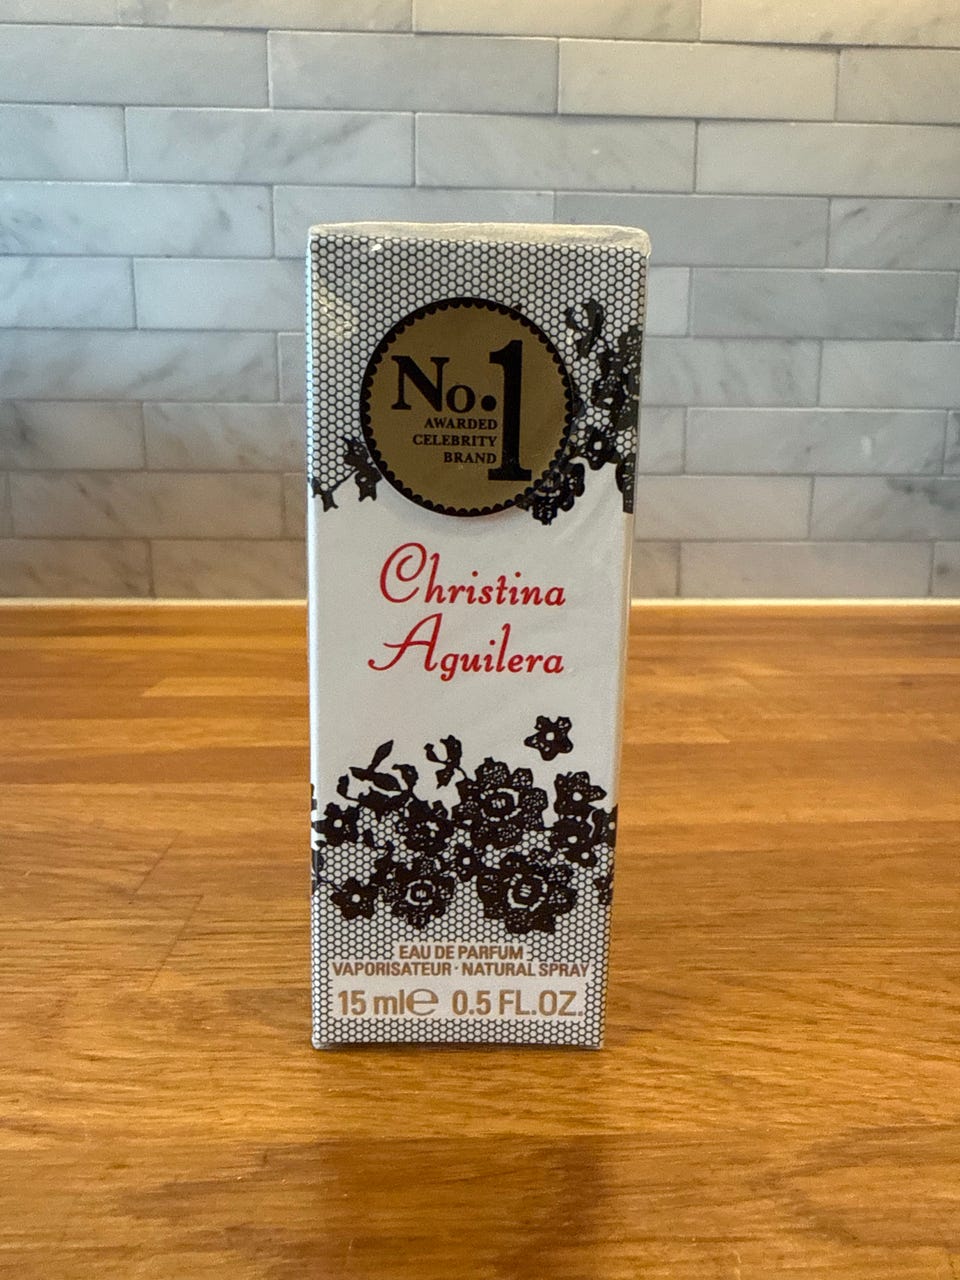 No.1
AWARDED
CELEBRITY
BRAND
Christina
Aguilera
EAU DE PARFUM
VAPORISATEUR · NATURAL SPRAY
15 ml℮ 0.5 FL.OZ.